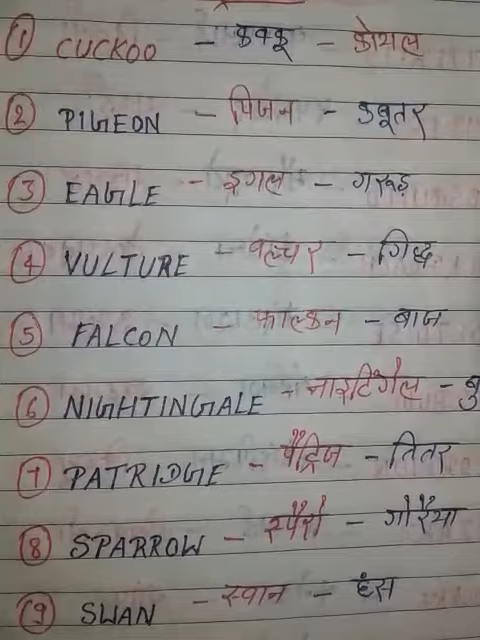 ① CUCKOO - कक्कू - कोयल
② PIGEON - पिजन - कबूतर
③ EAGLE - इगल - गरूड़
④ VULTURE - वल्चर - गिद्ध
⑤ FALCON - फाल्कन - बाज
⑥ NIGHTINGALE - नाइटिंगेल -
⑦ PATRIDGE - पैट्रिज - तितर
⑧ SPARROW - स्पैरो - गौरैया
⑨ SWAN - स्वान - हंस